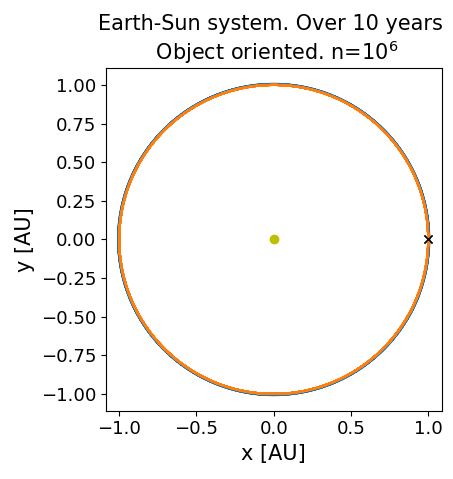 Earth-Sun system. Over 10 years
Object oriented. n=10⁶
1.00
0.75
0.50
0.25
0.00
−0.25
−0.50
−0.75
−1.00
y [AU]
−1.0 −0.5 0.0 0.5 1.0
x [AU]